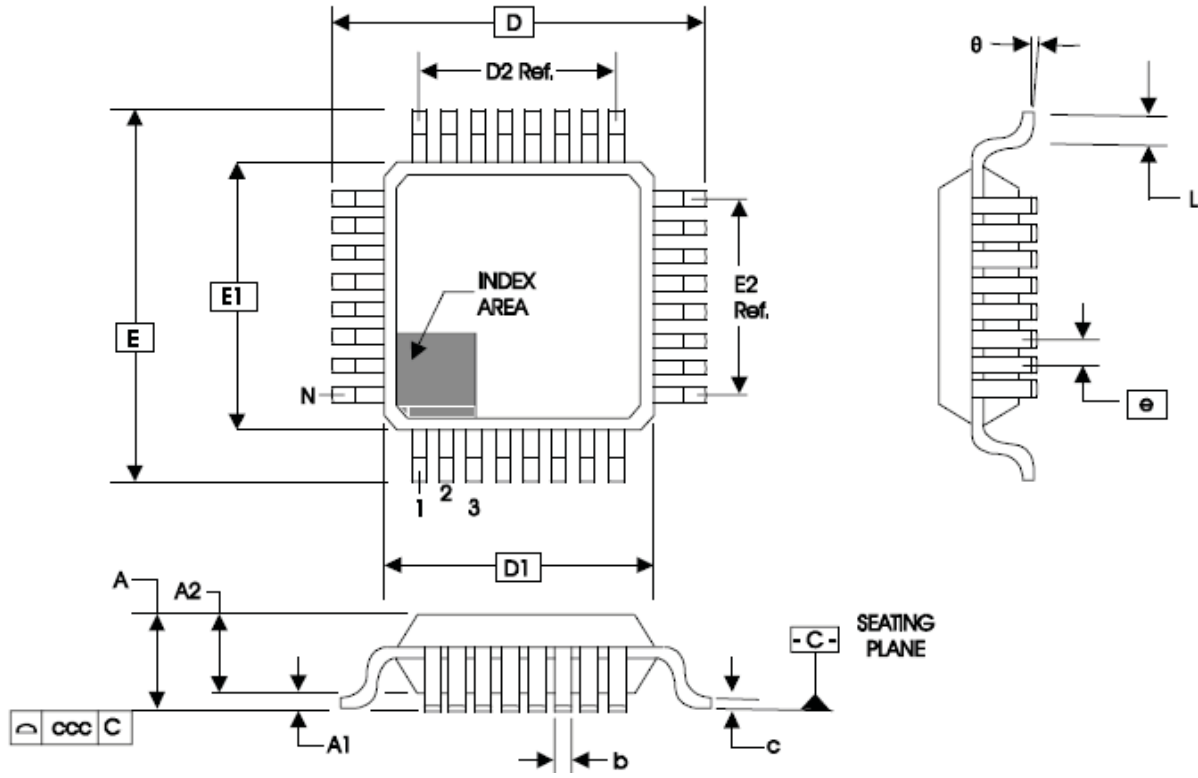 D
D2 Ref.
θ
L
E
E1
INDEX
AREA
E2
Ref.
N
e
1
2
3
D1
A
A2
- C -
SEATING
PLANE
ccc C
A1
b
c